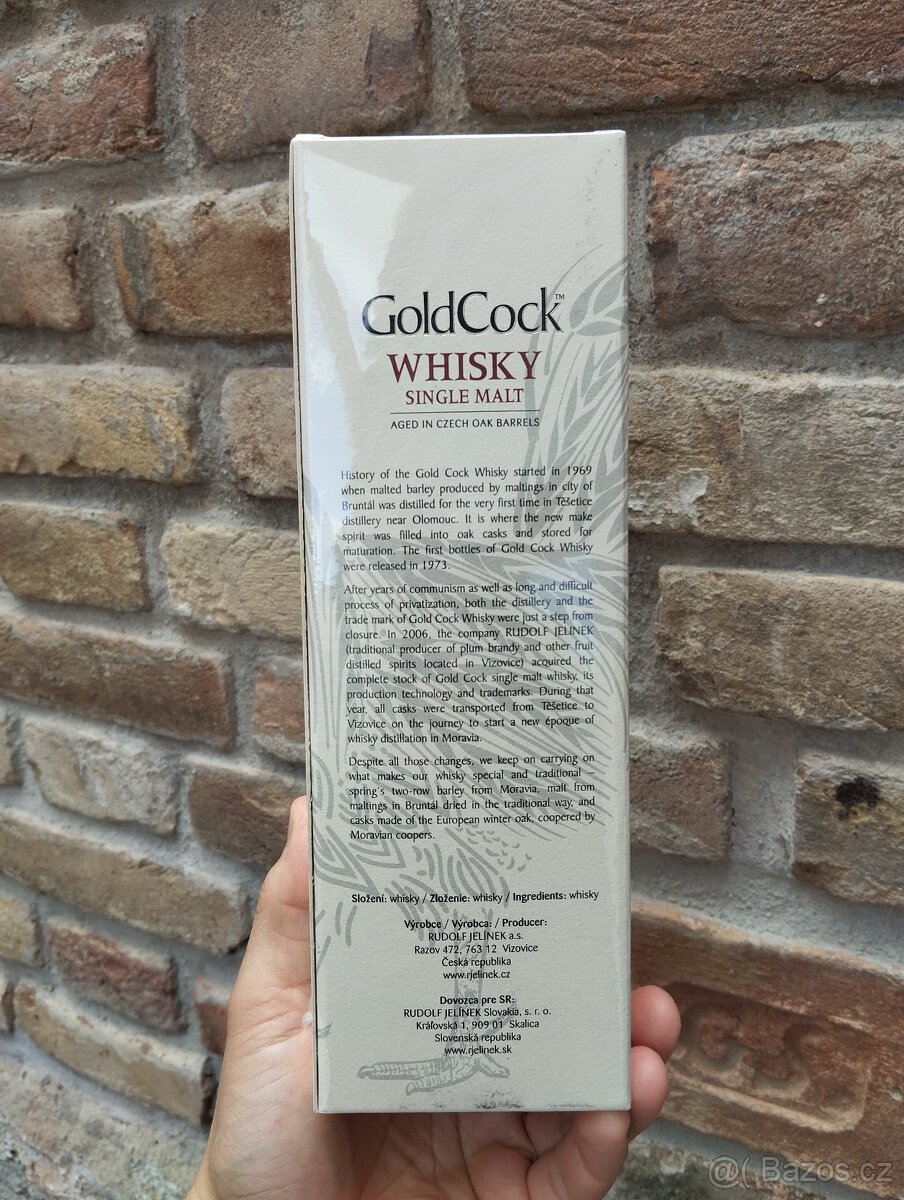 GoldCock™
WHISKY
SINGLE MALT
AGED IN CZECH OAK BARRELS
History of the Gold Cock Whisky started in 1969
when malted barley produced by maltings in city of
Bruntál was distilled for the very first time in Těšetice
distillery near Olomouc. It is where the new make
spirit was filled into oak casks and stored for
maturation. The first bottles of Gold Cock Whisky
were released in 1973.
After years of communism as well as long and difficult
process of privatization, both the distillery and the
trade mark of Gold Cock Whisky were just a step from
closure. In 2006, the company RUDOLF JELINEK
(traditional producer of plum brandy and other fruit
distilled spirits located in Vizovice) acquired the
complete stock of Gold Cock single malt whisky, its
production technology and trademarks. During that
year, all casks were transported from Těšetice to
Vizovice on the journey to start a new époque of
whisky distillation in Moravia.
Despite all those changes, we keep on carrying on
what makes our whisky special and traditional –
spring's two-row barley from Moravia, malt from
maltings in Bruntál dried in the traditional way, and
casks made of the European winter oak, coopered by
Moravian coopers.
Složení: whisky / Zloženie: whisky / Ingredients: whisky
Výrobce / Výrobca: / Producer:
RUDOLF JELÍNEK a.s.
Razov 472, 763 12 Vizovice
Česká republika
www.rjelinek.cz
Dovozca pre SR:
RUDOLF JELÍNEK Slovakia, s. r. o.
Kráľovská 1, 909 01 Skalica
Slovenská republika
www.rjelinek.sk
@( Bazos.cz